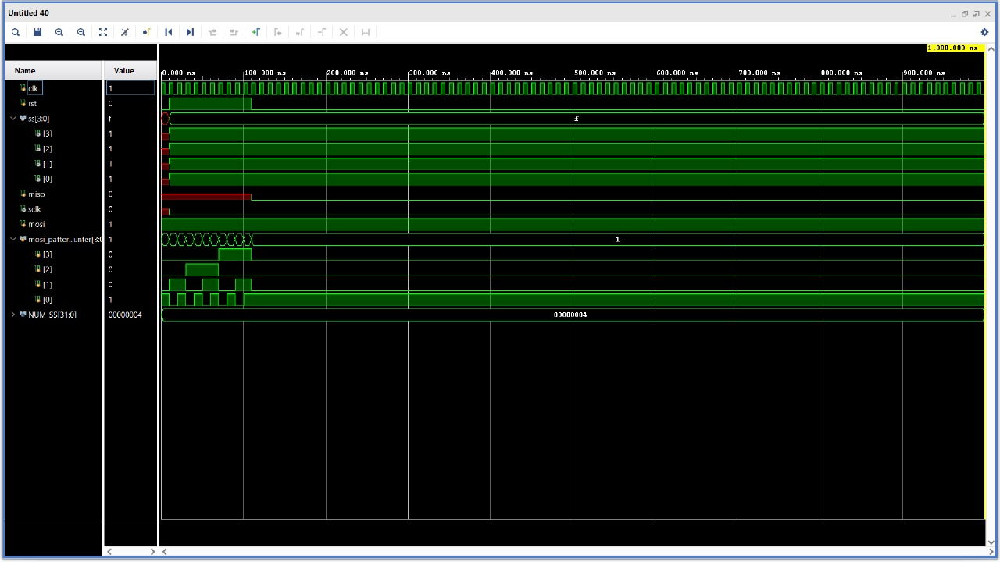 Untitled 40
1,000.000 ns
Name Value
0.000 ns 100.000 ns 200.000 ns 300.000 ns 400.000 ns 500.000 ns 600.000 ns 700.000 ns 800.000 ns 900.000 ns
clk 1
rst 0
ss[3:0] f f
[3] 1
[2] 1
[1] 1
[0] 1
miso 0
sclk 0
mosi 1
mosi_patter...unter[3:0 1 1
[3] 0
[2] 0
[1] 0
[0] 1
NUM_SS[31:0] 00000004 00000004